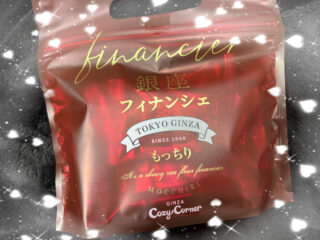 financier
銀座
フィナンシェ
TOKYO GINZA
SINCE 1948
もっちり
It's a chewy rice flour financier
MOCCHIRI
GINZA
Cozy Corner